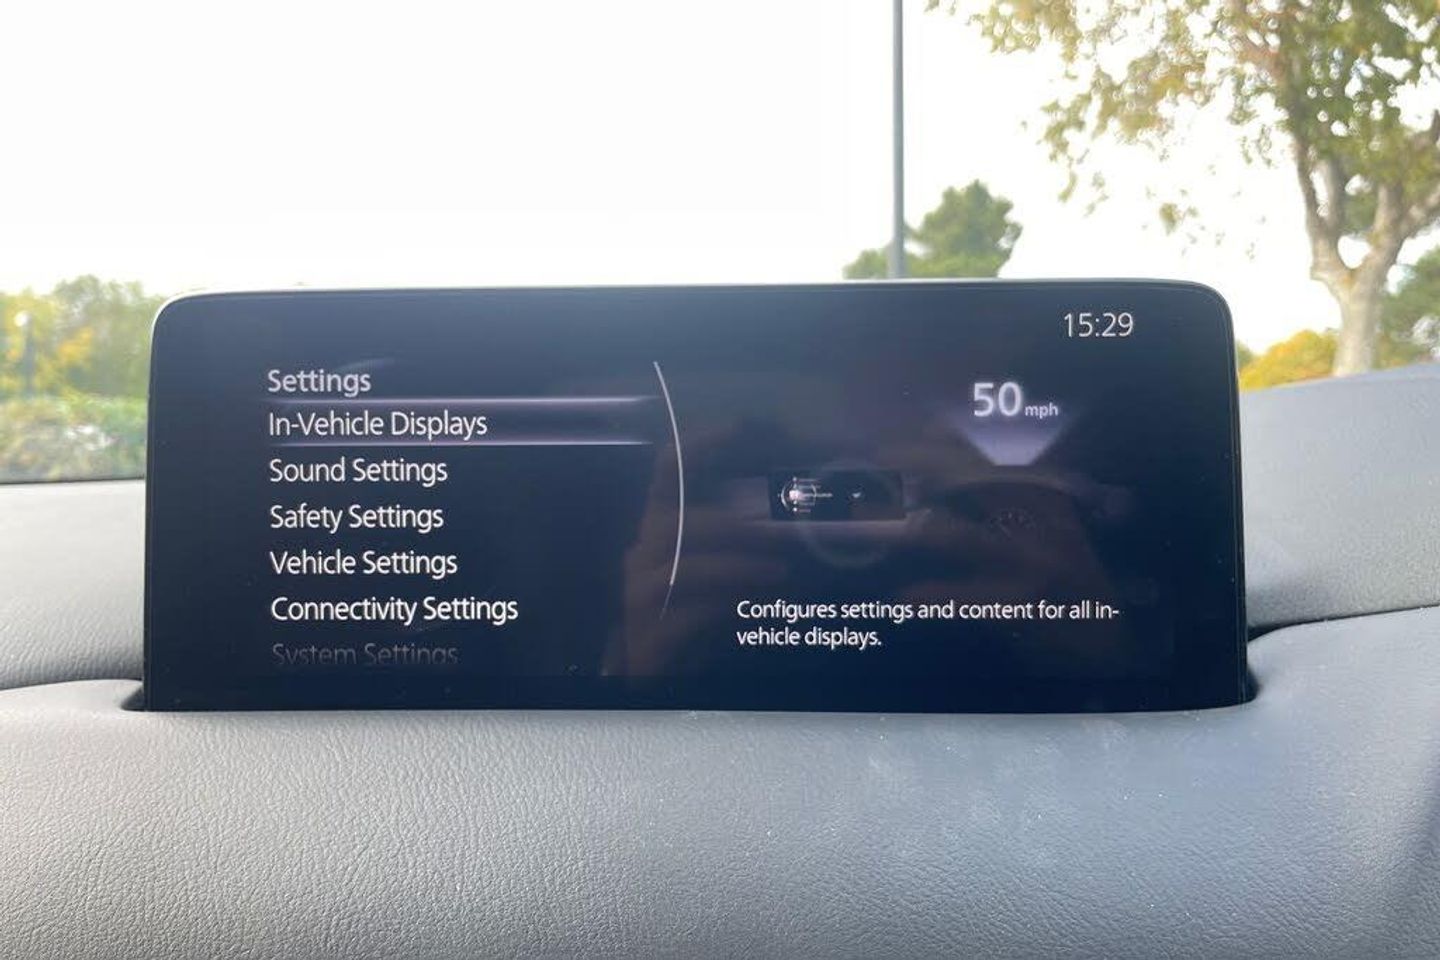 15:29
Settings
In-Vehicle Displays
Sound Settings
Safety Settings
Vehicle Settings
Connectivity Settings
System Settings
50mph
Configures settings and content for all in-
vehicle displays.